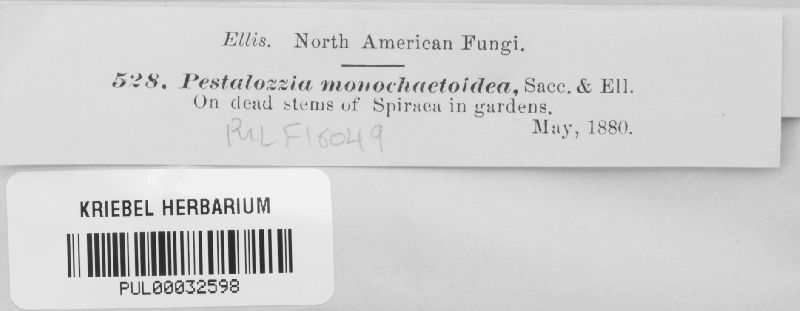 Ellis. North American Fungi.
528. Pestalozzia monochaetoidea, Sacc. & Ell.
On dead stems of Spiraea in gardens.
May, 1880.
PUL F16049
KRIEBEL HERBARIUM
PUL00032598